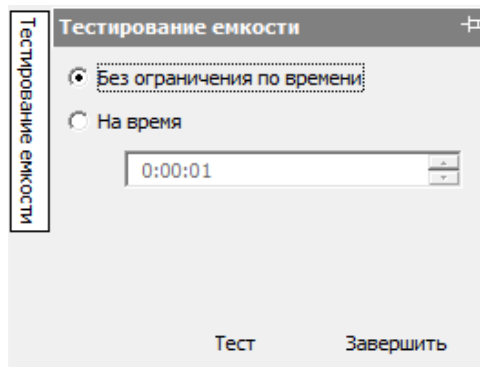 Тестирование емкости
Тестирование емкости
Без ограничения по времени
На время
0:00:01
Тест Завершить